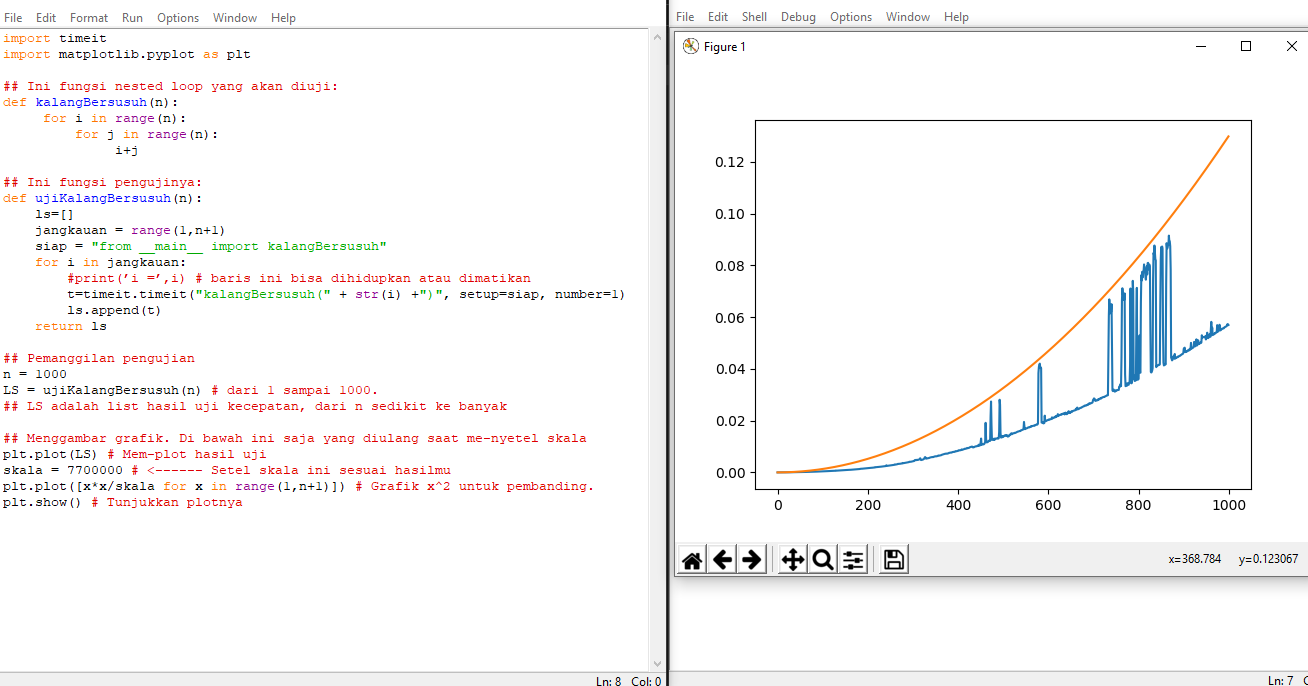 File Edit Format Run Options Window Help
import timeit
import matplotlib.pyplot as plt
## Ini fungsi nested loop yang akan diuji:
def kalangBersusuh(n):
     for i in range(n):
         for j in range(n):
              i+j
## Ini fungsi pengujinya:
def ujiKalangBersusuh(n):
    ls=[]
    jangkauan = range(1,n+1)
    siap = "from __main__ import kalangBersusuh"
    for i in jangkauan:
        #print(’i =’,i) # baris ini bisa dihidupkan atau dimatikan
        t=timeit.timeit("kalangBersusuh(" + str(i) +")", setup=siap, number=1)
        ls.append(t)
    return ls
## Pemanggilan pengujian
n = 1000
LS = ujiKalangBersusuh(n) # dari 1 sampai 1000.
## LS adalah list hasil uji kecepatan, dari n sedikit ke banyak
## Menggambar grafik. Di bawah ini saja yang diulang saat me-nyetel skala
plt.plot(LS) # Mem-plot hasil uji
skala = 7700000 # <------ Setel skala ini sesuai hasilmu
plt.plot([x*x/skala for x in range(1,n+1)]) # Grafik x^2 untuk pembanding.
plt.show() # Tunjukkan plotnya
Ln: 8 Col: 0
File Edit Shell Debug Options Window Help
Figure 1
0.12
0.10
0.08
0.06
0.04
0.02
0.00
0 200 400 600 800 1000
x=368.784 y=0.123067
Ln: 7